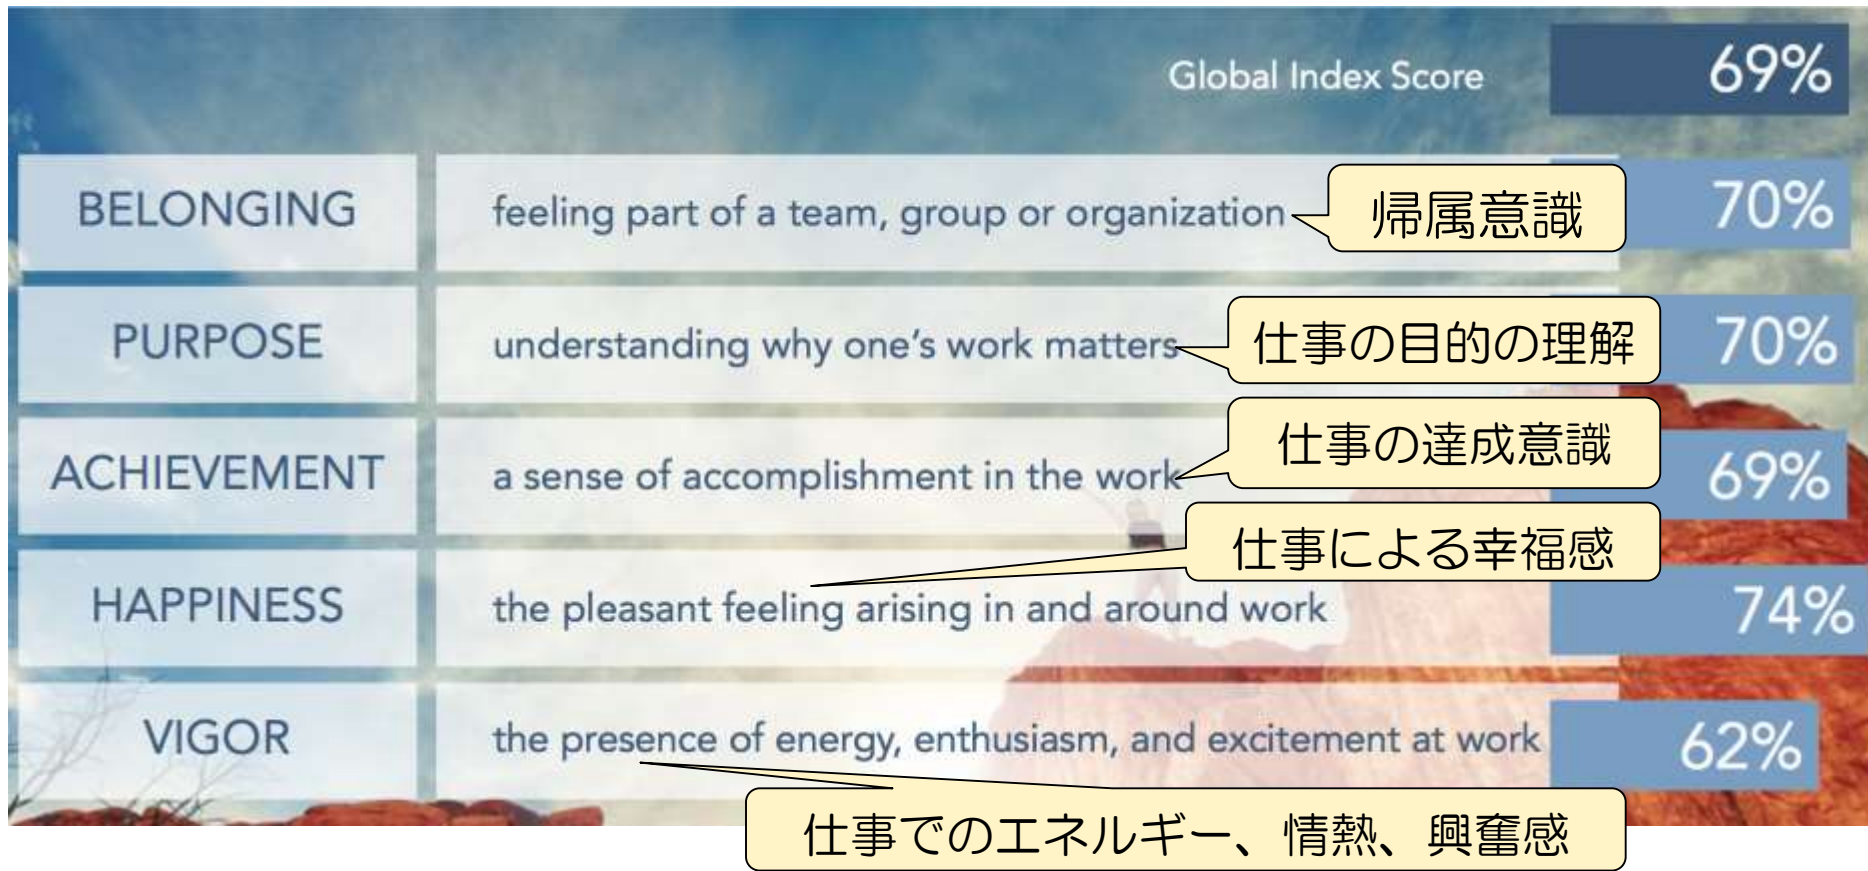 Global Index Score 69%
BELONGING feeling part of a team, group or organization 帰属意識 70%
PURPOSE understanding why one's work matters 仕事の目的の理解 70%
ACHIEVEMENT a sense of accomplishment in the work 仕事の達成意識 69%
仕事による幸福感
HAPPINESS the pleasant feeling arising in and around work 74%
VIGOR the presence of energy, enthusiasm, and excitement at work 62%
仕事でのエネルギー、情熱、興奮感